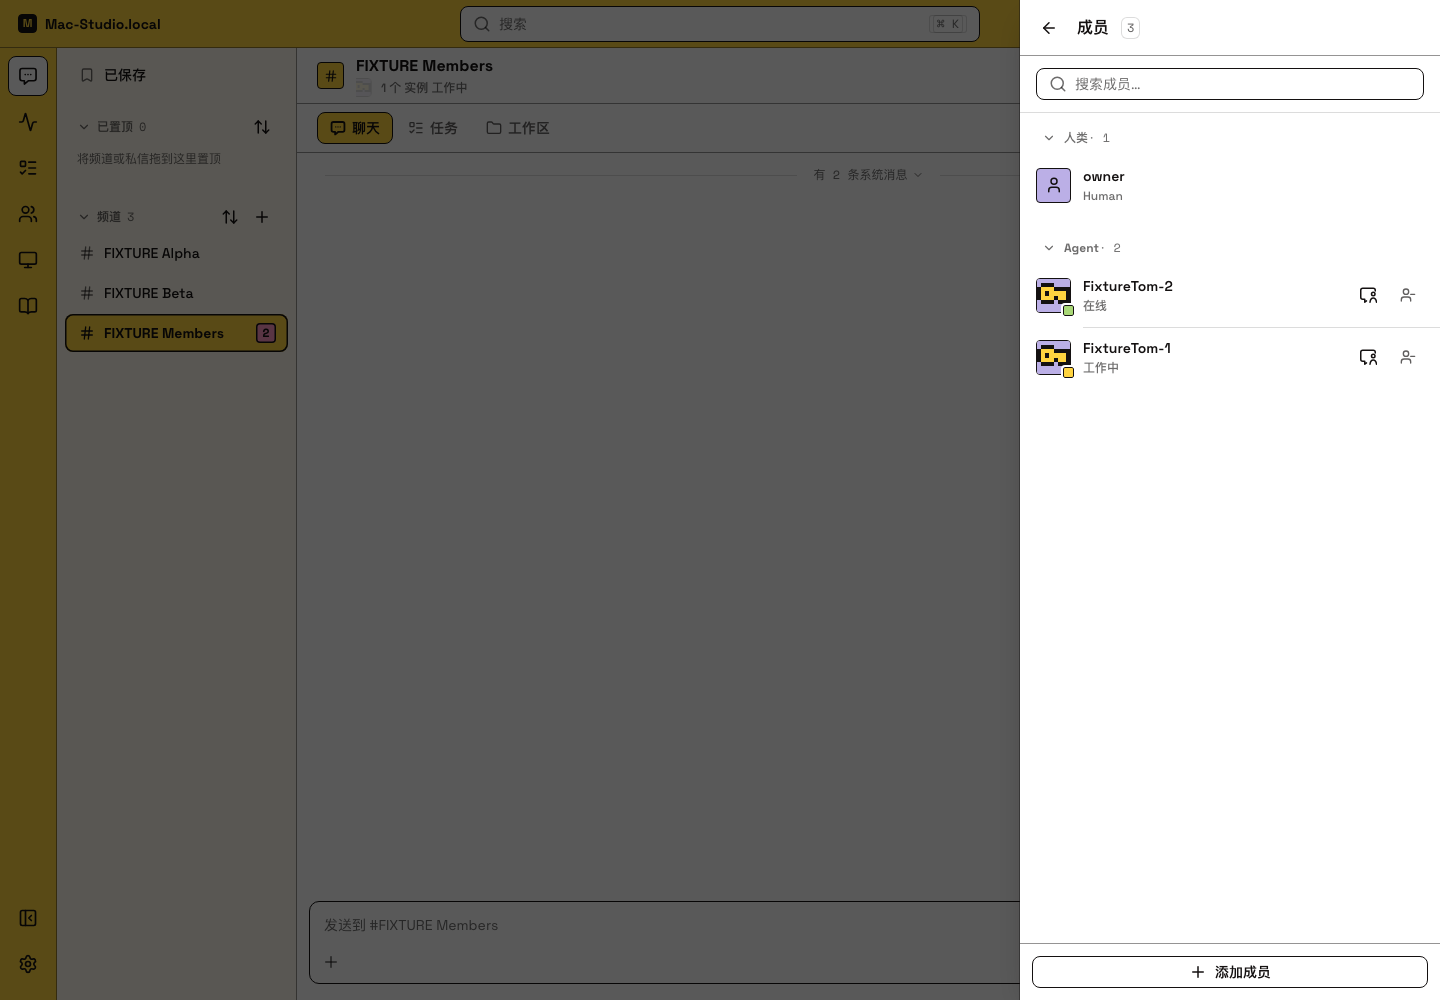 M Mac-Studio.local
搜索
⌘ K
已保存
已置顶 0
将频道或私信拖到这里置顶
频道 3
FIXTURE Alpha
FIXTURE Beta
FIXTURE Members 2
FIXTURE Members
1 个 实例 工作中
聊天
任务
工作区
有 2 条系统消息
发送到 #FIXTURE Members
成员 3
搜索成员...
人类 · 1
owner
Human
Agent · 2
FixtureTom-2
在线
FixtureTom-1
工作中
添加成员